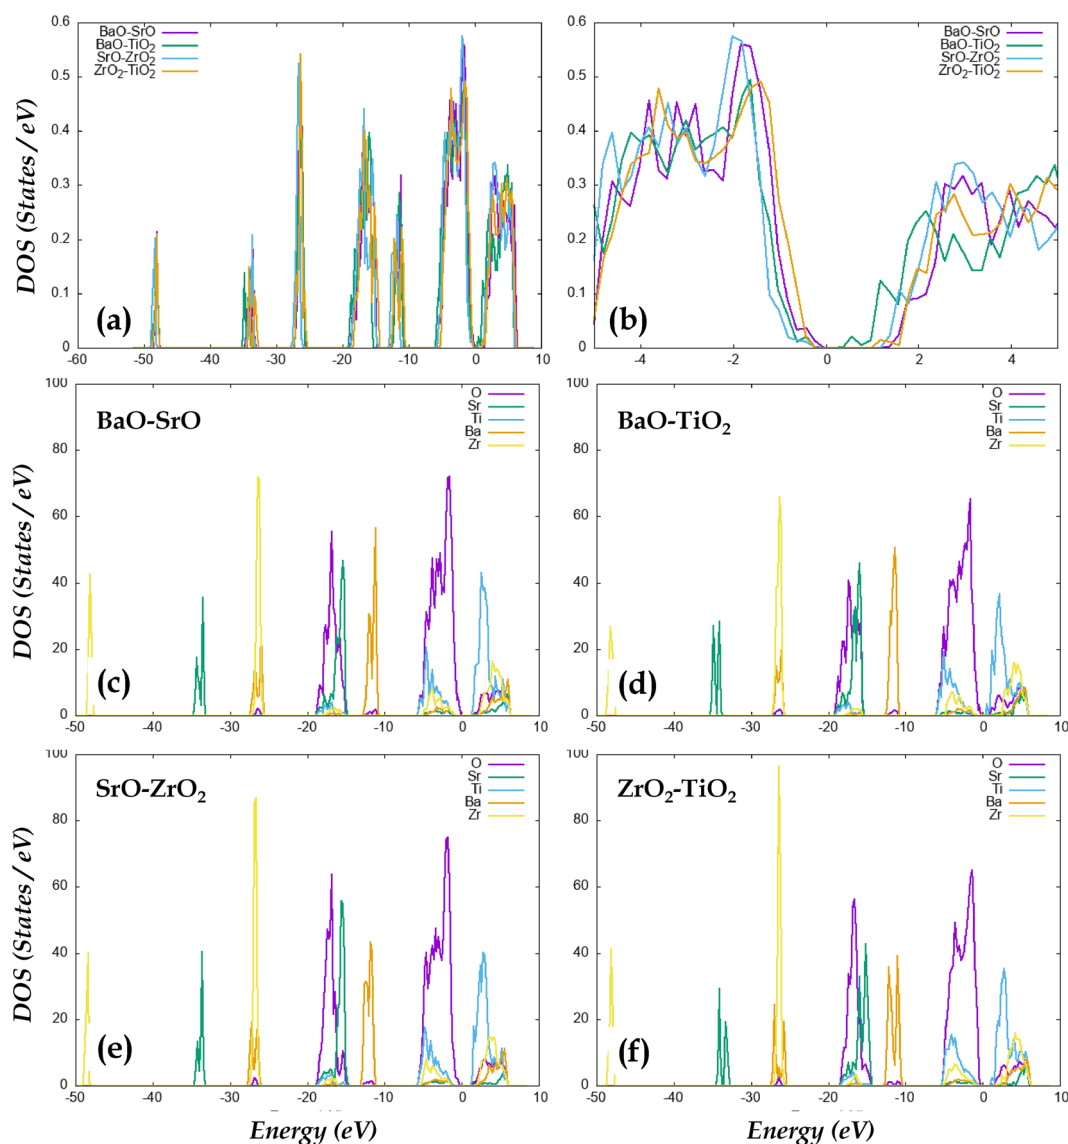 0.6
0.5
0.4
0.3
0.2
0.1
0
-60
-50
-40
-30
-20
-10
0
10
BaO-SrO
BaO-TiO₂
SrO-ZrO₂
ZrO₂-TiO₂
DOS (States / eV)
(a)
0.6
0.5
0.4
0.3
0.2
0.1
0
-4
-2
0
2
4
BaO-SrO
BaO-TiO₂
SrO-ZrO₂
ZrO₂-TiO₂
(b)
100
80
60
40
20
0
-50
-40
-30
-20
-10
0
10
BaO-SrO
O
Sr
Ti
Ba
Zr
DOS (States / eV)
(c)
100
80
60
40
20
0
-50
-40
-30
-20
-10
0
10
BaO-TiO₂
O
Sr
Ti
Ba
Zr
(d)
100
80
60
40
20
0
-50
-40
-30
-20
-10
0
10
SrO-ZrO₂
O
Sr
Ti
Ba
Zr
DOS (States / eV)
(e)
Energy (eV)
100
80
60
40
20
0
-50
-40
-30
-20
-10
0
10
ZrO₂-TiO₂
O
Sr
Ti
Ba
Zr
(f)
Energy (eV)